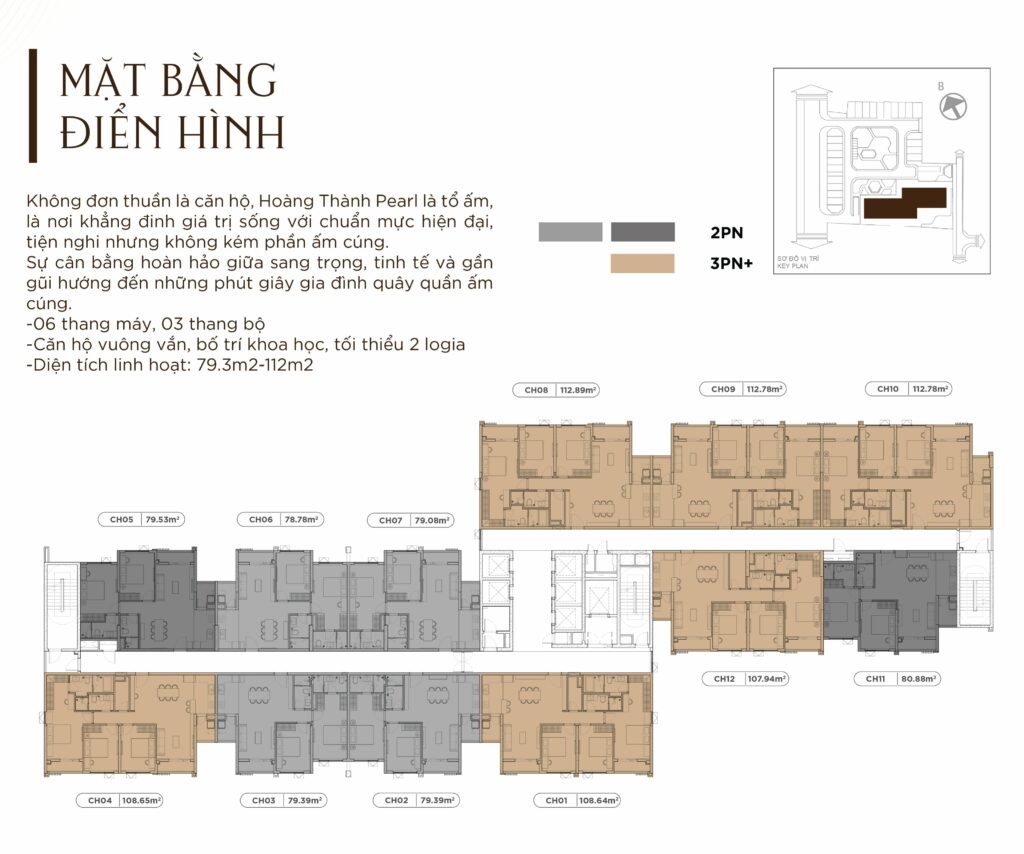 MẶT BẰNG
ĐIỂN HÌNH
Không đơn thuần là căn hộ, Hoàng Thành Pearl là tổ ấm,
là nơi khẳng đinh giá trị sống với chuẩn mực hiện đại,
tiện nghi nhưng không kém phần ấm cúng.
Sự cân bằng hoàn hảo giữa sang trọng, tinh tế và gần
gũi hướng đến những phút giây gia đình quây quần ấm
cúng.
-06 thang máy, 03 thang bộ
-Căn hộ vuông vắn, bố trí khoa học, tối thiểu 2 logia
-Diện tích linh hoạt: 79.3m2-112m2
2PN
3PN+
B
SƠ ĐỒ VỊ TRÍ
KEY PLAN
CH08 112.89m²
CH09 112.78m²
CH10 112.78m²
CH05 79.53m²
CH06 78.78m²
CH07 79.08m²
CH12 107.94m²
CH11 80.88m²
CH04 108.65m²
CH03 79.39m²
CH02 79.39m²
CH01 108.64m²